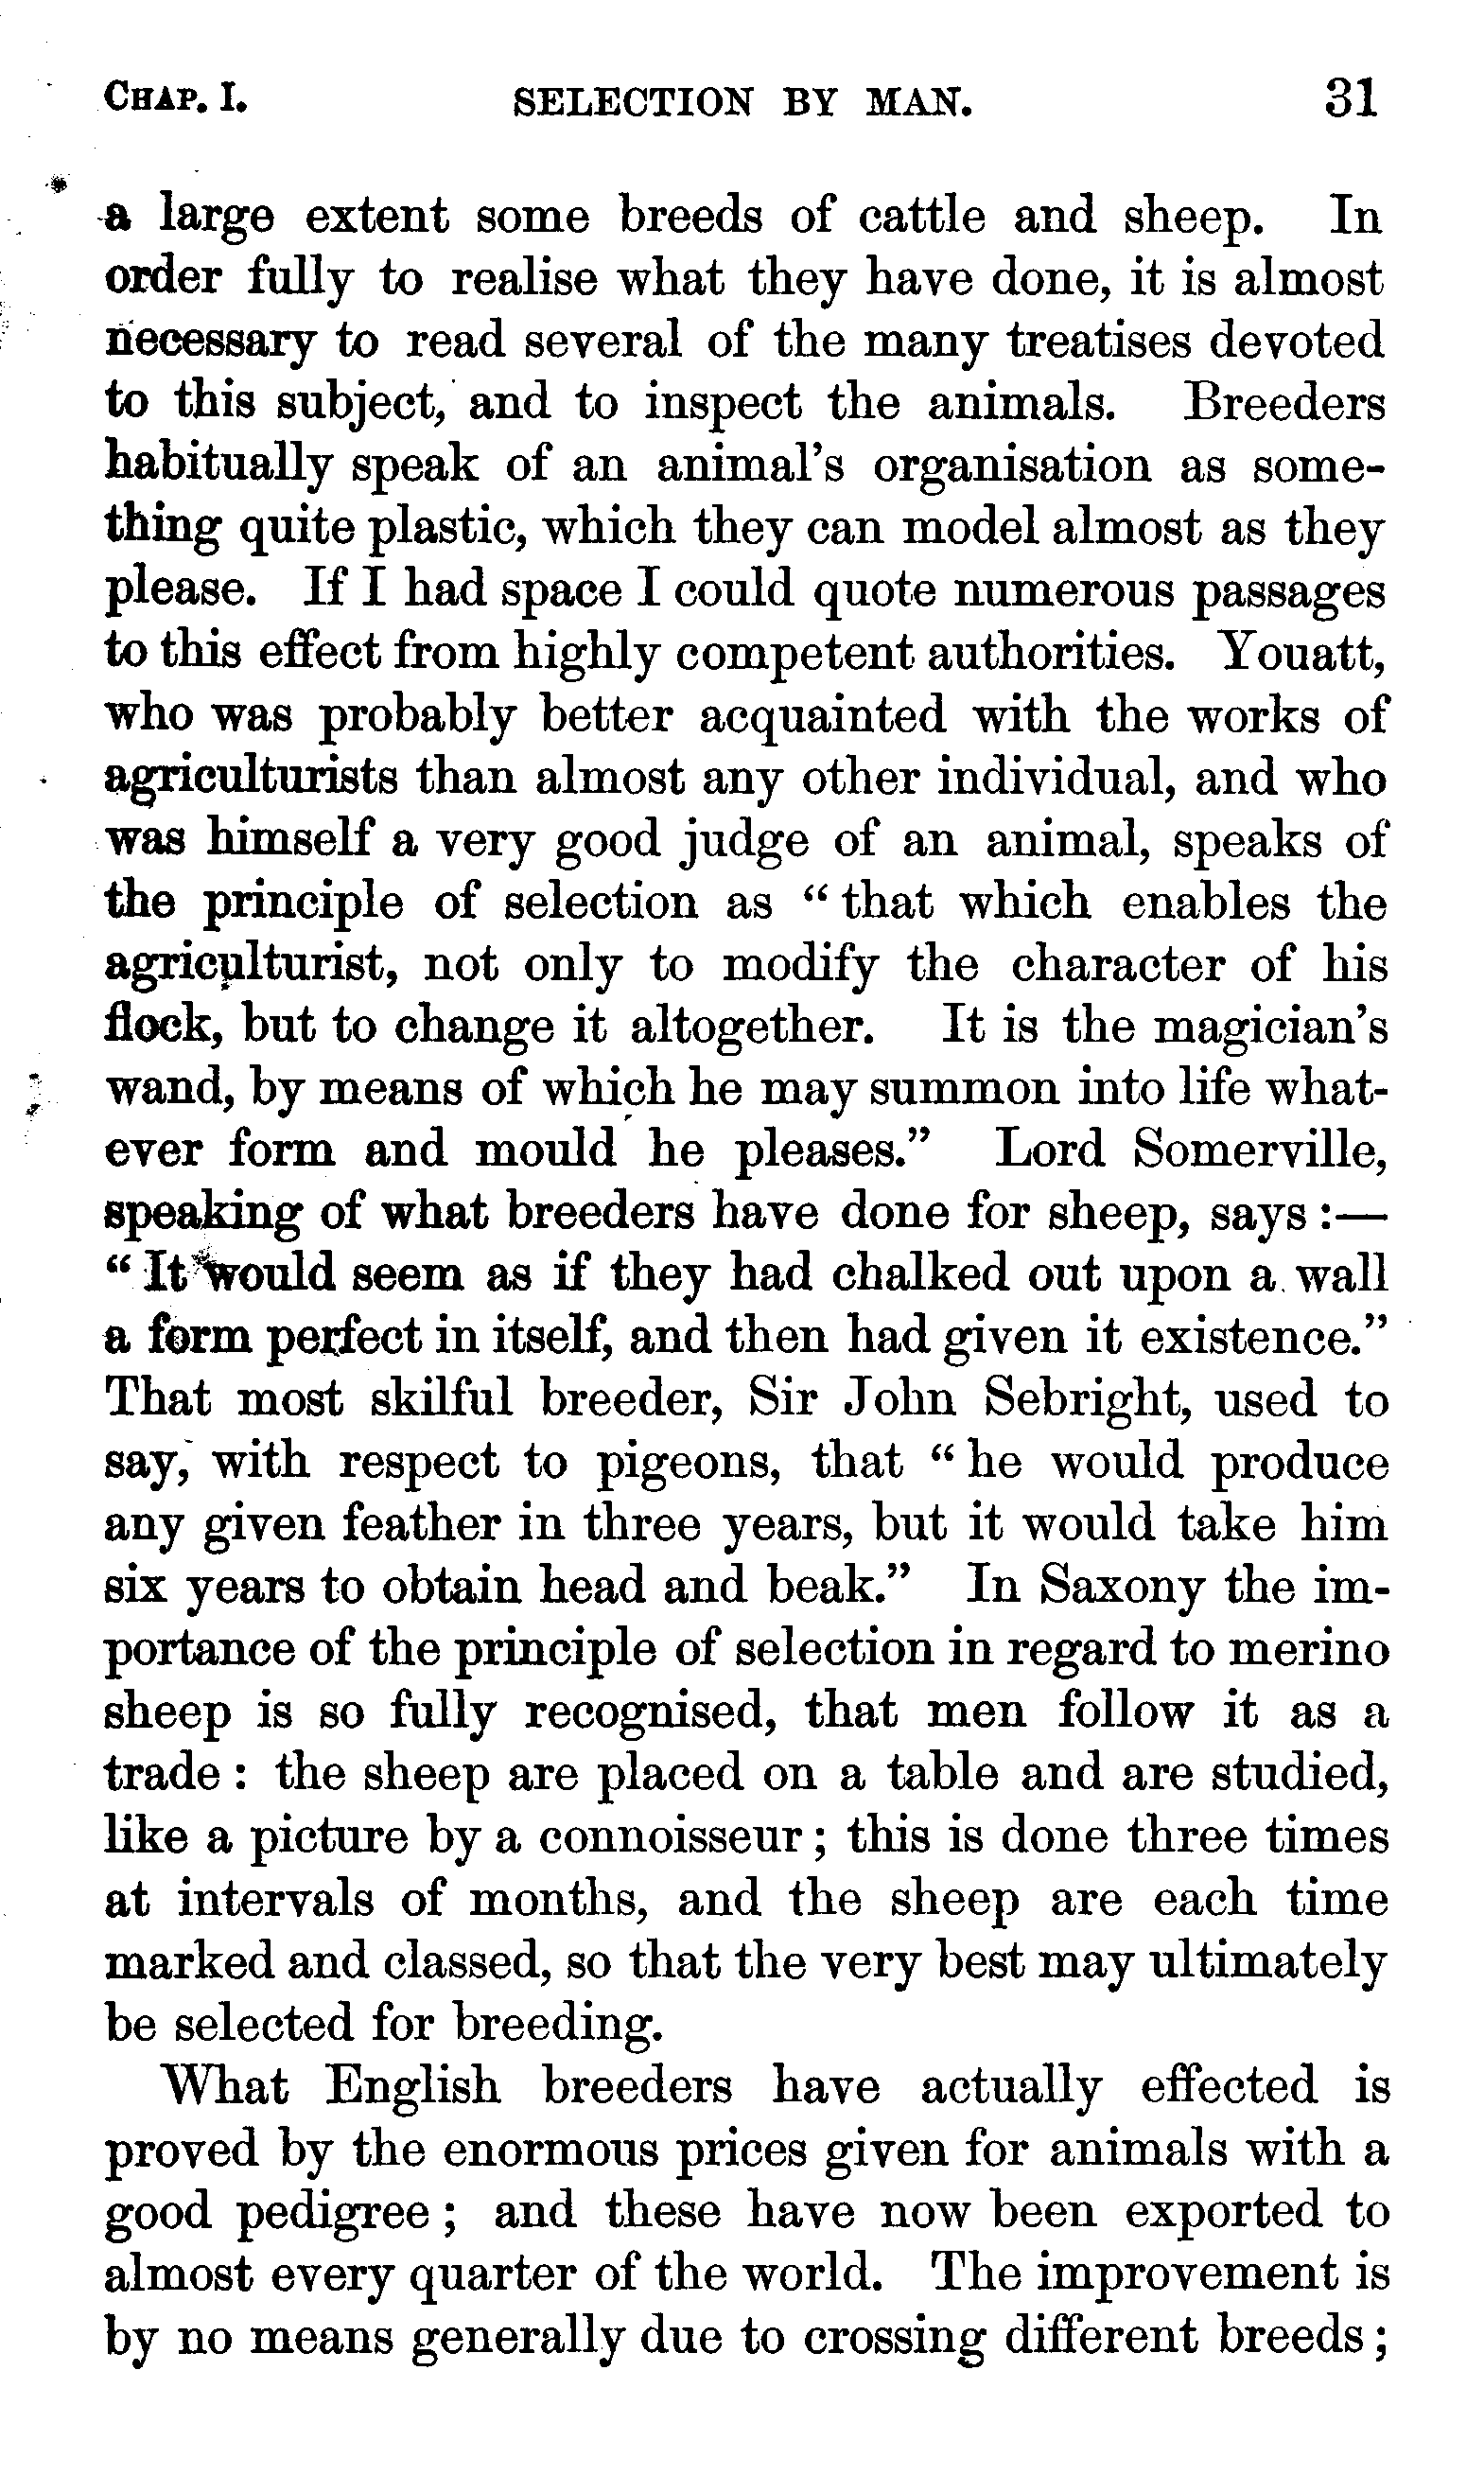 CHAP. I. SELECTION BY MAN. 31
a large extent some breeds of cattle and sheep. In
order fully to realise what they have done, it is almost
necessary to read several of the many treatises devoted
to this subject, and to inspect the animals. Breeders
habitually speak of an animal's organisation as some-
thing quite plastic, which they can model almost as they
please. If I had space I could quote numerous passages
to this effect from highly competent authorities. Youatt,
who was probably better acquainted with the works of
agriculturists than almost any other individual, and who
was himself a very good judge of an animal, speaks of
the principle of selection as “ that which enables the
agriculturist, not only to modify the character of his
flock, but to change it altogether. It is the magician's
wand, by means of which he may summon into life what-
ever form and mould he pleases.” Lord Somerville,
speaking of what breeders have done for sheep, says :—
“ It would seem as if they had chalked out upon a wall
a form perfect in itself, and then had given it existence.”
That most skilful breeder, Sir John Sebright, used to
say, with respect to pigeons, that “ he would produce
any given feather in three years, but it would take him
six years to obtain head and beak.” In Saxony the im-
portance of the principle of selection in regard to merino
sheep is so fully recognised, that men follow it as a
trade : the sheep are placed on a table and are studied,
like a picture by a connoisseur ; this is done three times
at intervals of months, and the sheep are each time
marked and classed, so that the very best may ultimately
be selected for breeding.
What English breeders have actually effected is
proved by the enormous prices given for animals with a
good pedigree ; and these have now been exported to
almost every quarter of the world. The improvement is
by no means generally due to crossing different breeds ;